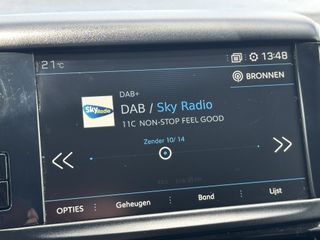 21°C
13:48
BRONNEN
DAB+
Sky Radio
DAB / Sky Radio
11C NON-STOP FEEL GOOD
Zender 10/ 14
OPTIES
Geheugen
Band
Lijst